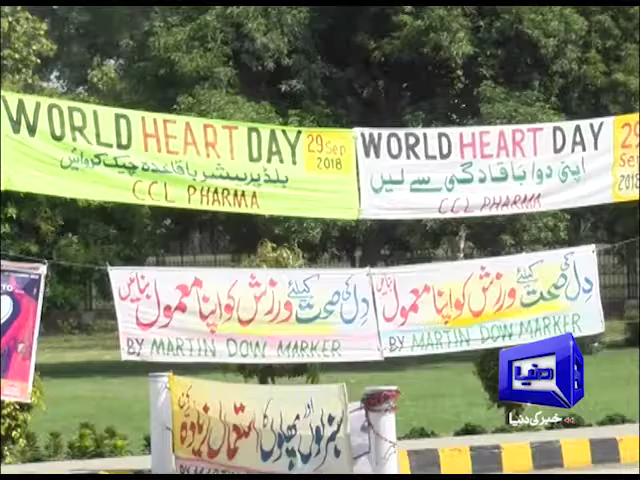 WORLD HEART DAY
29 Sep
2018
بلڈ پریشر باقاعدہ چیک کروائیں
CCL PHARMA
WORLD HEART DAY
29
Sep
2018
اپنی دوا باقاعدگی سے لیں
CCL PHARMA
دل کی صحت کیلئے ورزش کو اپنا معمول بنائیں
BY MARTIN DOW MARKER
دل کی صحت کیلئے ورزش کو اپنا معمول بنائیں
BY MARTIN DOW MARKER
سبزیوں اور پھلوں کا استعمال زیادہ کریں
دنیا
خبر کی دنیا